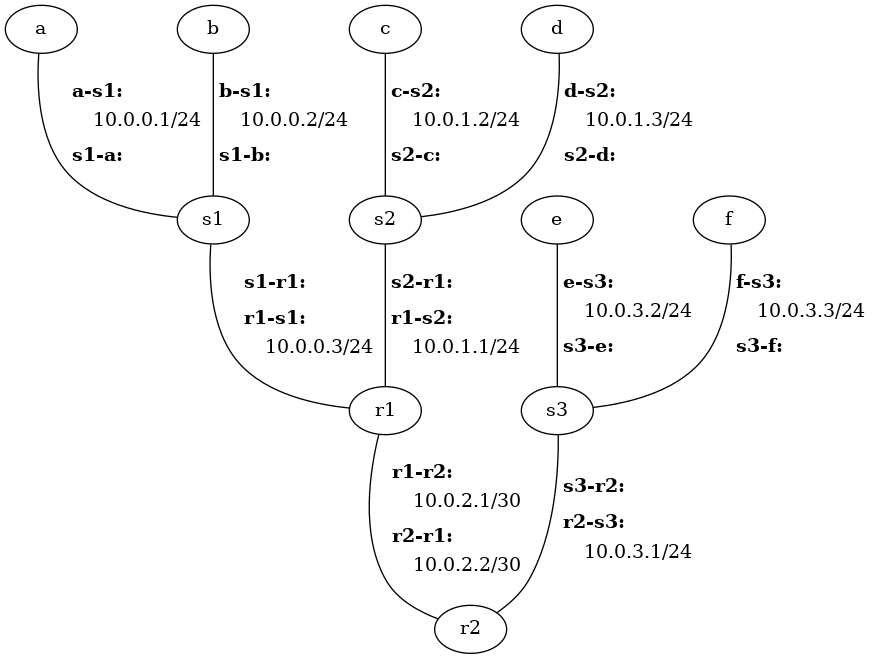 a
b
c
d
a-s1:
10.0.0.1/24
s1-a:
b-s1:
10.0.0.2/24
s1-b:
c-s2:
10.0.1.2/24
s2-c:
d-s2:
10.0.1.3/24
s2-d:
s1
s2
e
f
s1-r1:
r1-s1:
10.0.0.3/24
s2-r1:
r1-s2:
10.0.1.1/24
e-s3:
10.0.3.2/24
s3-e:
f-s3:
10.0.3.3/24
s3-f:
r1
s3
r1-r2:
10.0.2.1/30
r2-r1:
10.0.2.2/30
s3-r2:
r2-s3:
10.0.3.1/24
r2